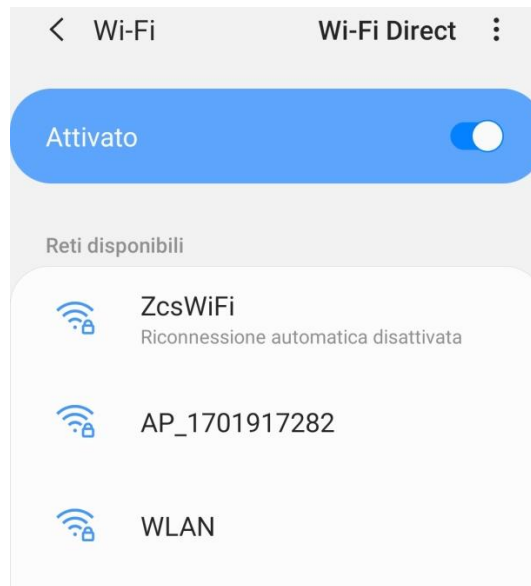 Wi-Fi Wi-Fi Direct
Attivato
Reti disponibili
ZcsWiFi
Riconnessione automatica disattivata
AP_1701917282
WLAN